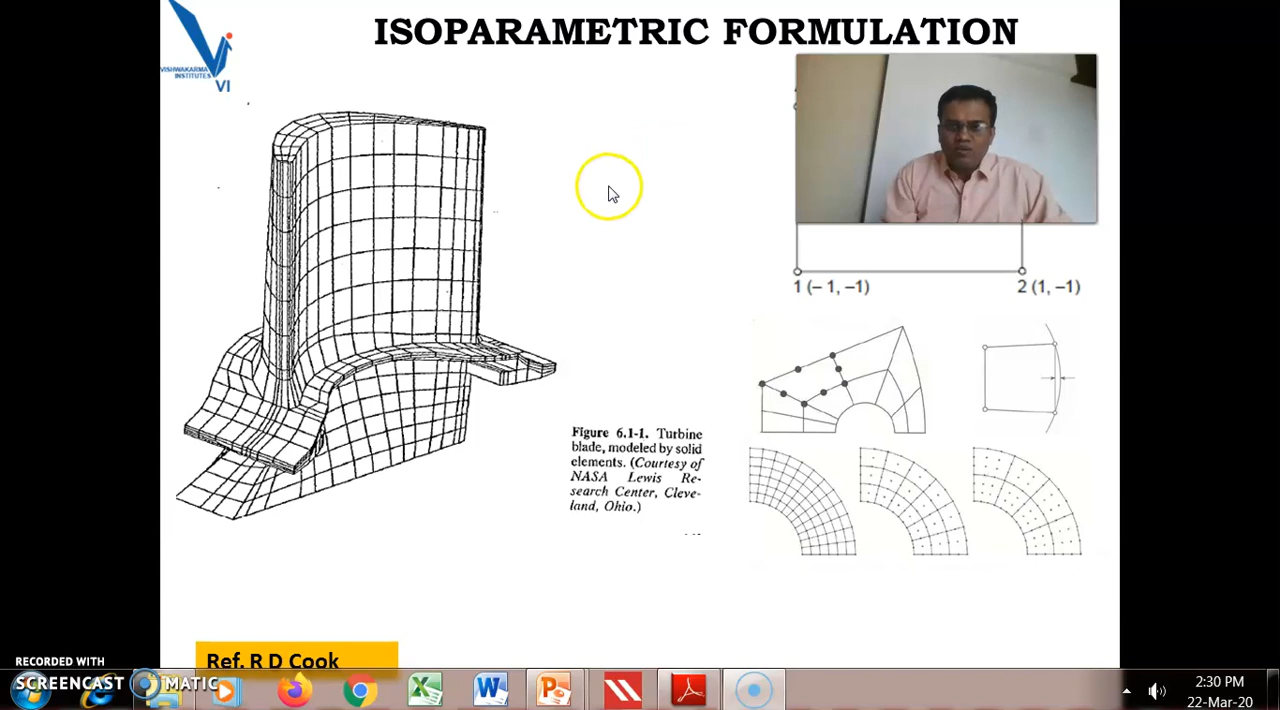 ISOPARAMETRIC FORMULATION
VISHWAKARMA
INSTITUTES
VI
1 (– 1, –1)
2 (1, –1)
Figure 6.1-1. Turbine
blade, modeled by solid
elements. (Courtesy of
NASA Lewis Re-
search Center, Cleve-
land, Ohio.)
Ref. R D Cook
RECORDED WITH
SCREENCAST MATIC
2:30 PM
22-Mar-20